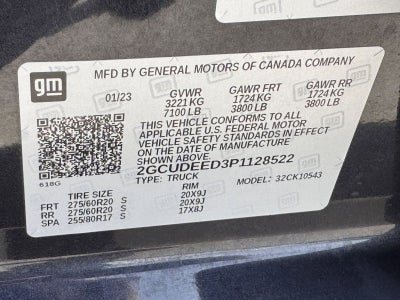 gm
MFD BY GENERAL MOTORS OF CANADA COMPANY
01/23 GVWR GAWR FRT GAWR RR
3221 KG 1724 KG 1724 KG
7100 LB 3800 LB 3800 LB
THIS VEHICLE CONFORMS TO ALL
APPLICABLE U.S. FEDERAL MOTOR
VEHICLE SAFETY STANDARDS IN EFFECT
ON THE DATE OF MANUFACTURE SHOWN ABOVE.
2GCUDEED3P1128522
618G TYPE: TRUCK MODEL: 32CK10543
TIRE SIZE RIM
FRT 275/60R20 S 20X9J
RR 275/60R20 S 20X9J
SPA 255/80R17 S 17X8J